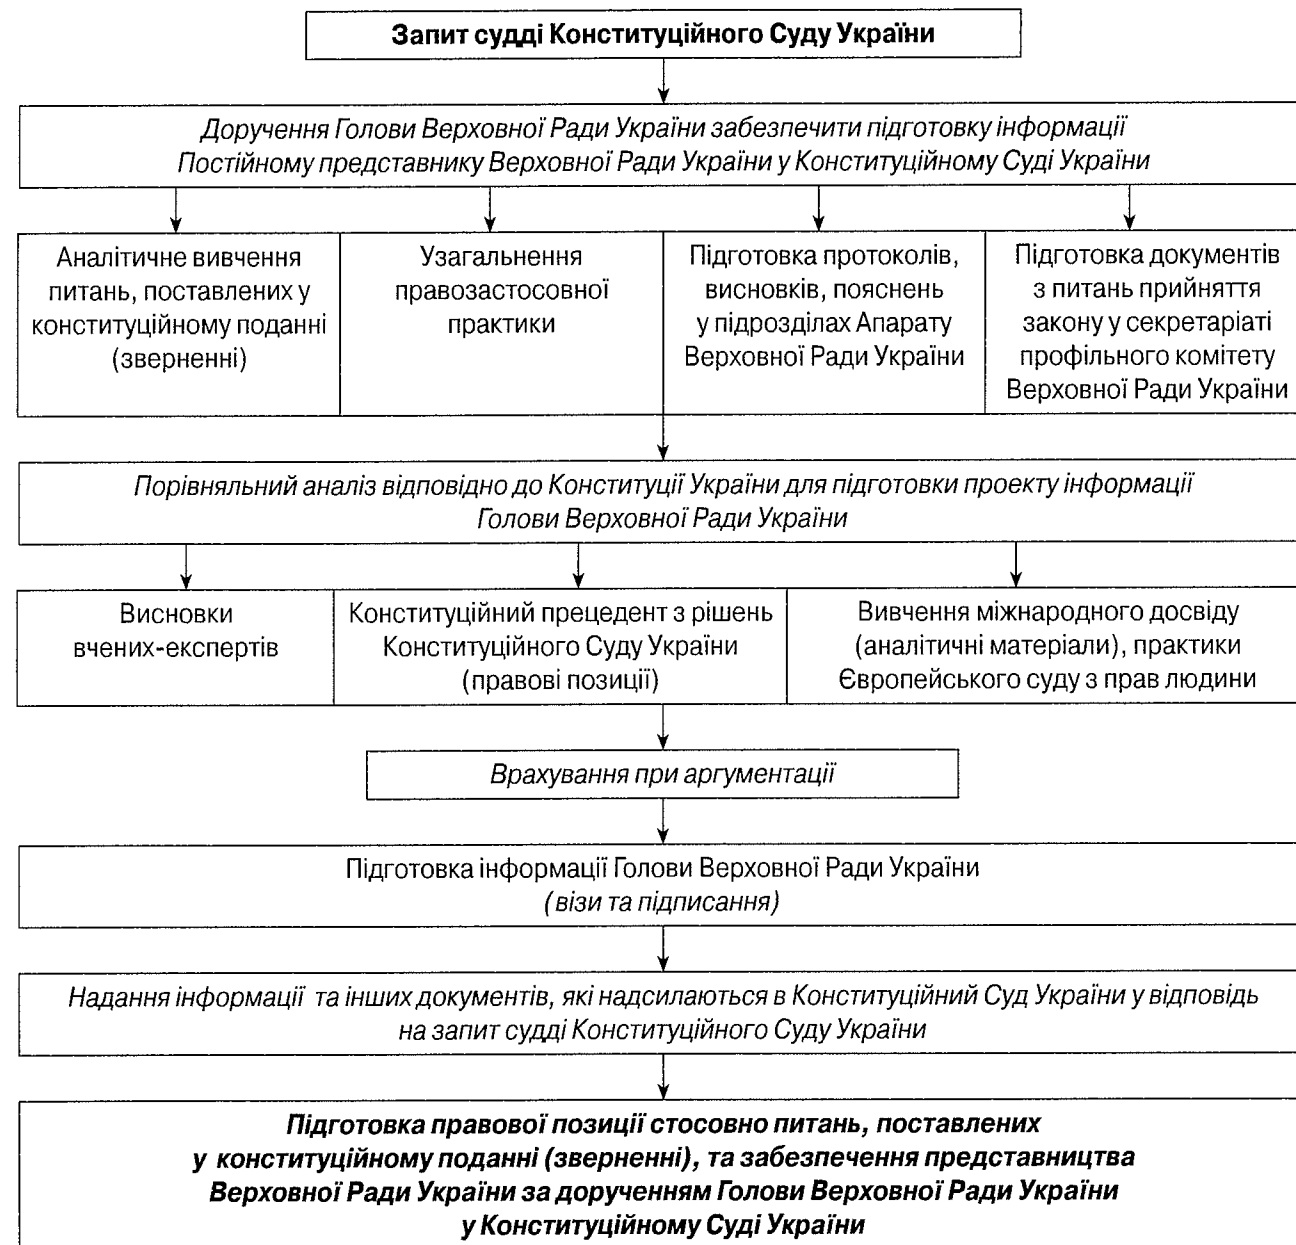 Запит судді Конституційного Суду України
Доручення Голови Верховної Ради України забезпечити підготовку інформації
Постійному представнику Верховної Ради України у Конституційному Суді України
Аналітичне вивчення
питань, поставлених у
конституційному поданні
(зверненні)
Узагальнення
правозастосовної
практики
Підготовка протоколів,
висновків, пояснень
у підрозділах Апарату
Верховної Ради України
Підготовка документів
з питань прийняття
закону у секретаріаті
профільного комітету
Верховної Ради України
Порівняльний аналіз відповідно до Конституції України для підготовки проекту інформації
Голови Верховної Ради України
Висновки
вчених-експертів
Конституційний прецедент з рішень
Конституційного Суду України
(правові позиції)
Вивчення міжнародного досвіду
(аналітичні матеріали), практики
Європейського суду з прав людини
Врахування при аргументації
Підготовка інформації Голови Верховної Ради України
(візи та підписання)
Надання інформації та інших документів, які надсилаються в Конституційний Суд України у відповідь
на запит судді Конституційного Суду України
Підготовка правової позиції стосовно питань, поставлених
у конституційному поданні (зверненні), та забезпечення представництва
Верховної Ради України за дорученням Голови Верховної Ради України
у Конституційному Суді України